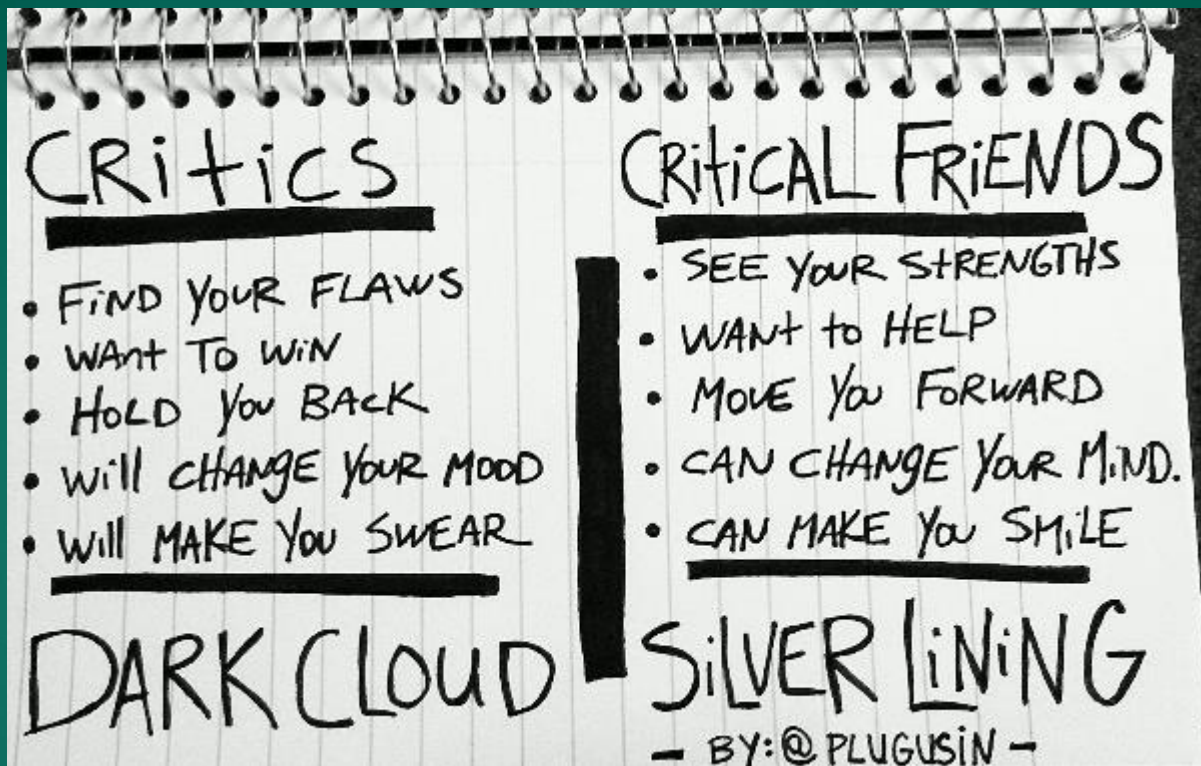 CRitiCS
• FiND YOUR FLAWS
• WAnt TO WiN
• HOLD YOU BACK
• Will CHANGE YOUR MOOD
• Will MAKE YOU SWEAR
DARK CLOUD
CRitiCAL FRiENDS
• SEE YOUR StRENGTHS
• WANt to HELP
• MOVE YOU FORWARD
• CAN CHANGE YOUR MiND.
• CAN MAKE YOU SMiLE
SiLVER LiNiNG
- BY: @PLUGUSiN -